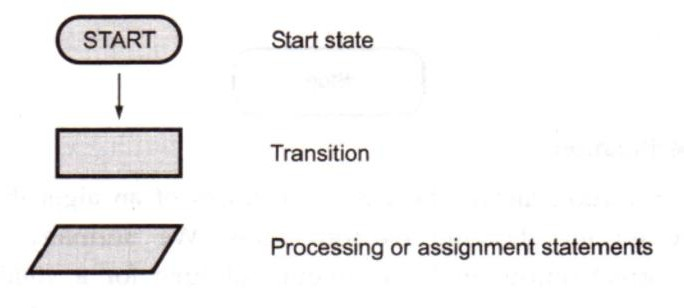 START Start state
Transition
Processing or assignment statements